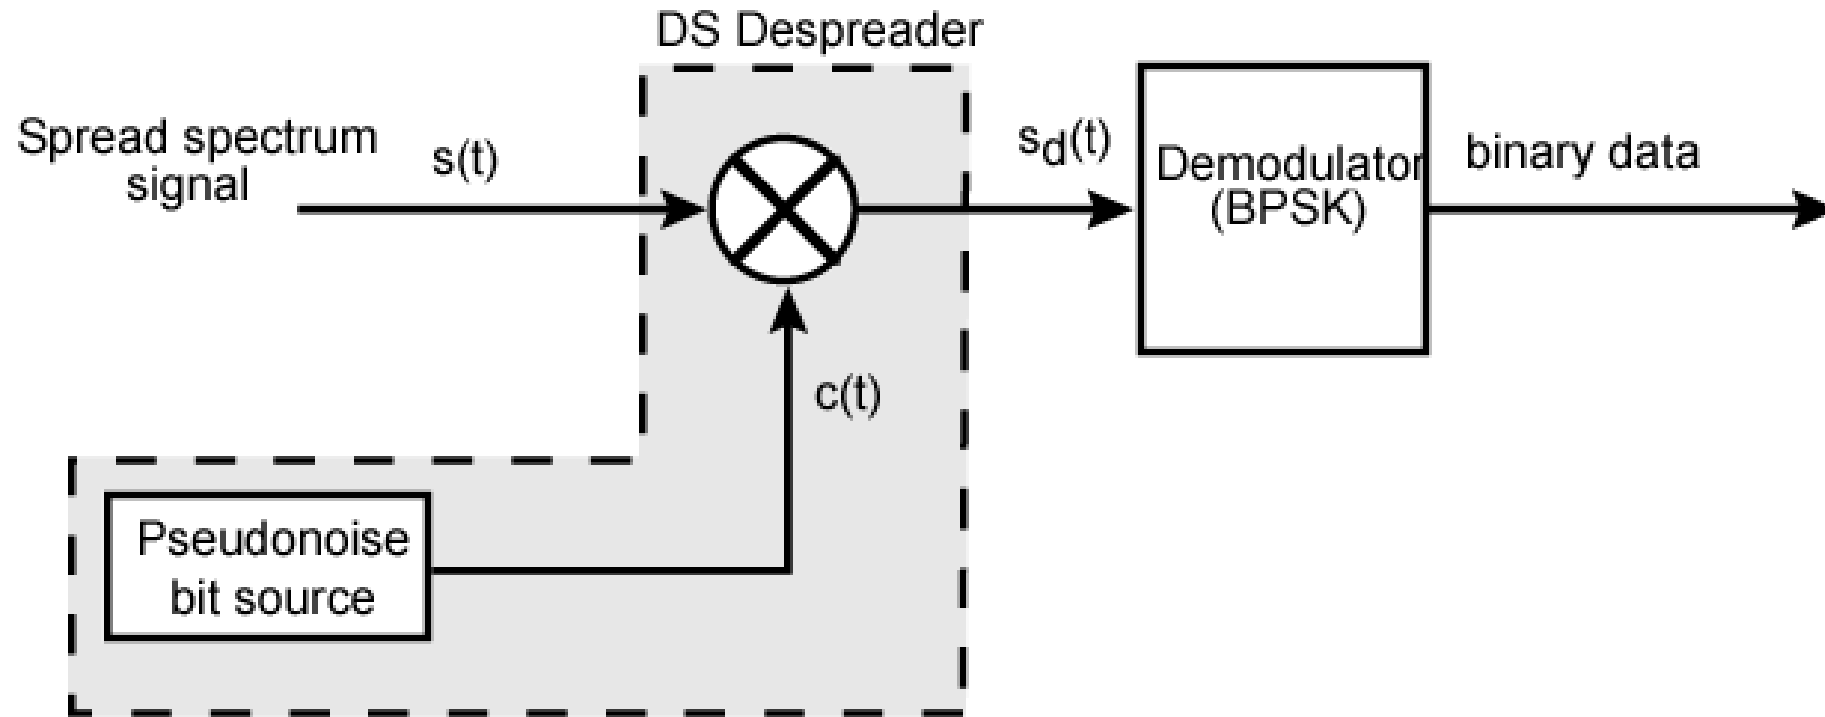 DS Despreader
Spread spectrum
signal
s(t)
sd(t)
Demodulator
(BPSK)
binary data
c(t)
Pseudonoise
bit source